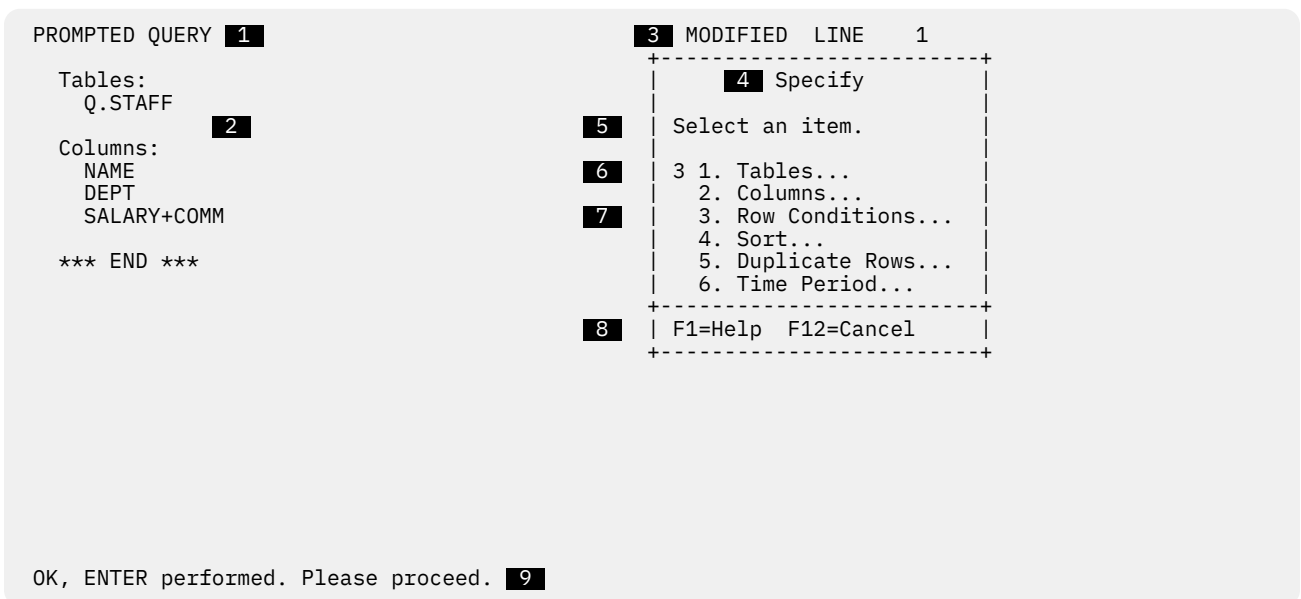 PROMPTED QUERY 1 3 MODIFIED LINE 1
+-------------------------+
Tables: | 4 Specify |
Q.STAFF | |
2 5 | Select an item. |
Columns: | |
NAME 6 | 3 1. Tables... |
DEPT | 2. Columns... |
SALARY+COMM 7 | 3. Row Conditions... |
| 4. Sort... |
*** END *** | 5. Duplicate Rows... |
| 6. Time Period... |
+-------------------------+
8 | F1=Help F12=Cancel |
+-------------------------+
OK, ENTER performed. Please proceed. 9